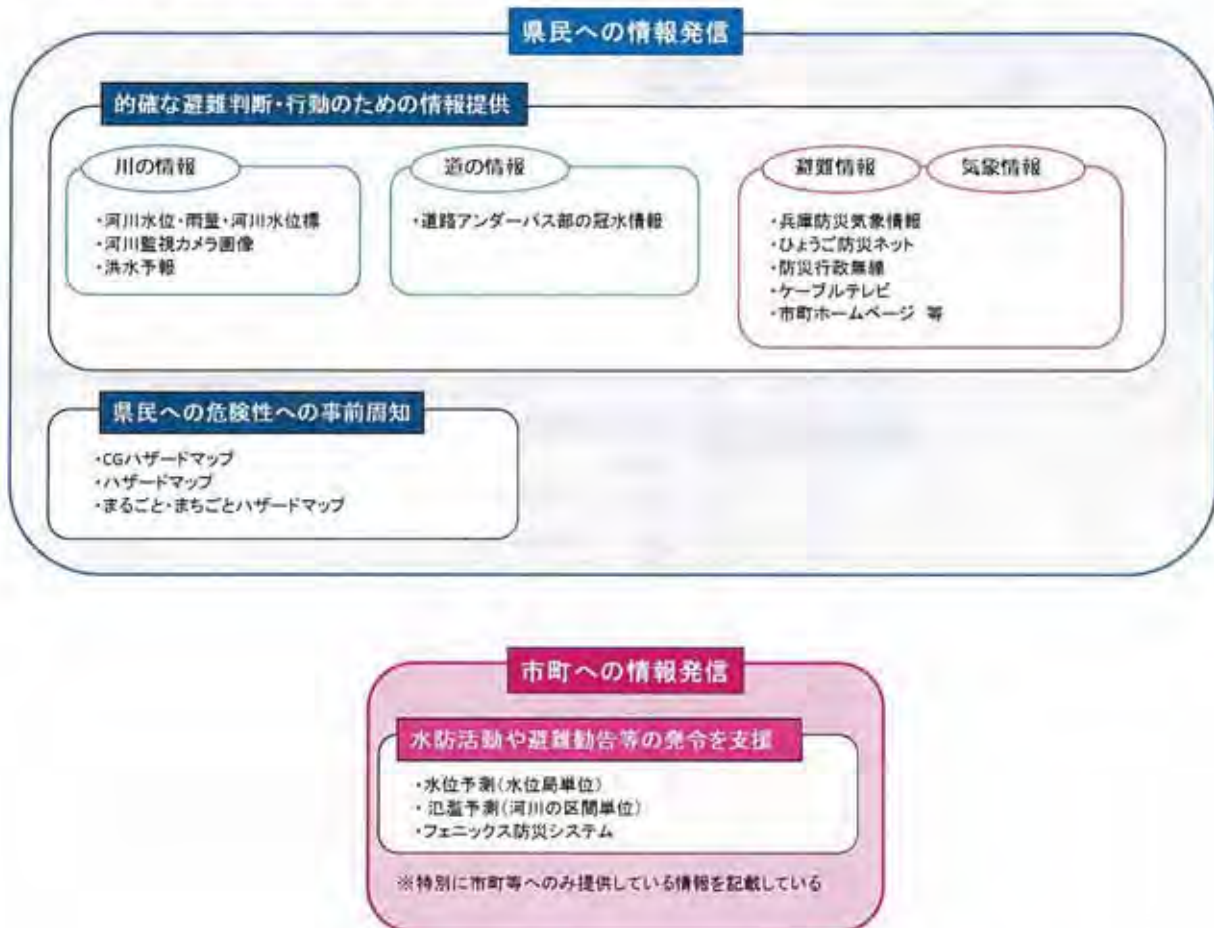 県民への情報発信
的確な避難判断・行動のための情報提供
川の情報
・河川水位・雨量・河川水位標
・河川監視カメラ画像
・洪水予報
道の情報
・道路アンダーパス部の冠水情報
避難情報
気象情報
・兵庫防災気象情報
・ひょうご防災ネット
・防災行政無線
・ケーブルテレビ
・市町ホームページ 等
県民への危険性への事前周知
・CGハザードマップ
・ハザードマップ
・まるごと・まちごとハザードマップ
市町への情報発信
水防活動や避難勧告等の発令を支援
・水位予測(水位局単位)
・氾濫予測(河川の区間単位)
・フェニックス防災システム
※特別に市町等へのみ提供している情報を記載している